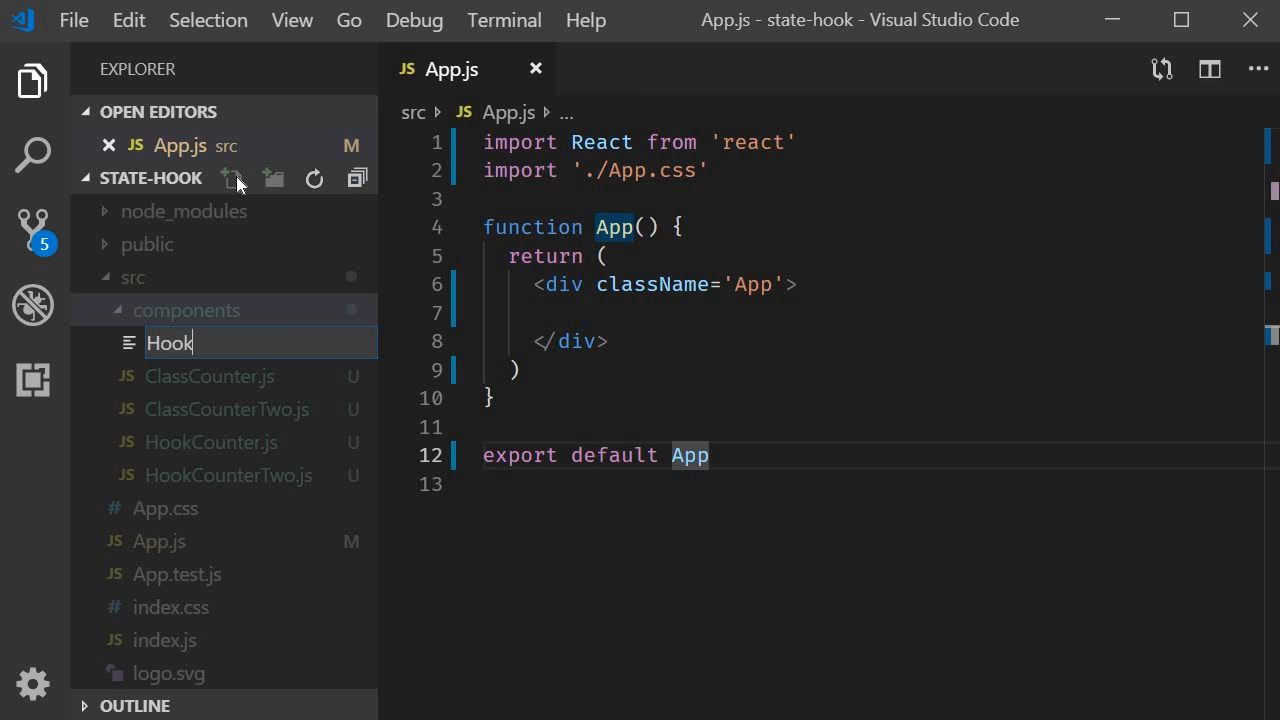 File Edit Selection View Go Debug Terminal Help App.js - state-hook - Visual Studio Code
EXPLORER
OPEN EDITORS
JS App.js src M
STATE-HOOK
node_modules
public
src
components
Hook
JS ClassCounter.js U
JS ClassCounterTwo.js U
JS HookCounter.js U
JS HookCounterTwo.js U
# App.css
JS App.js M
JS App.test.js
# index.css
JS index.js
logo.svg
OUTLINE
5
JS App.js
src JS App.js ...
1 import React from 'react'
2 import './App.css'
3
4 function App() {
5 return (
6 <div className='App'>
7
8 </div>
9 )
10 }
11
12 export default App
13